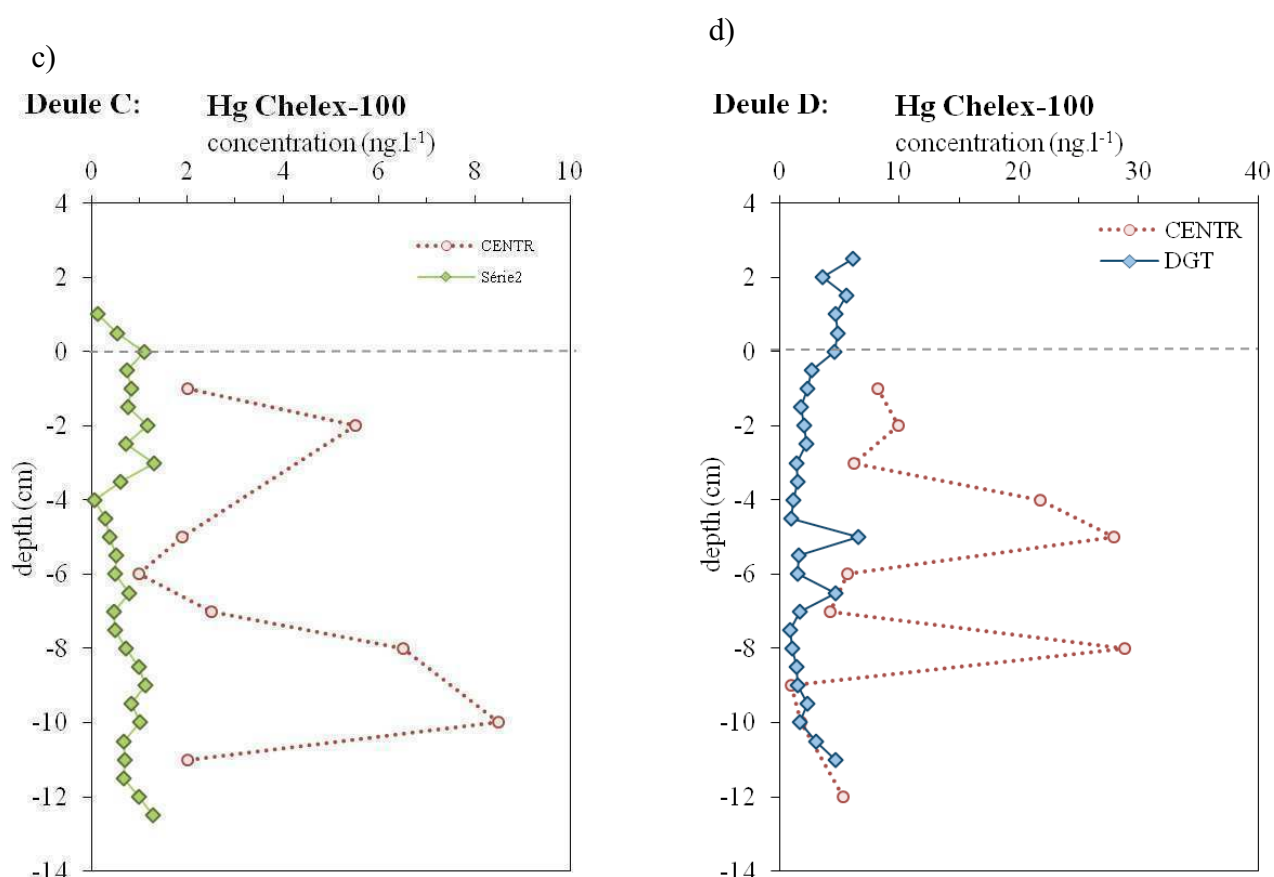 c)
Deule C: Hg Chelex-100
concentration (ng.l-1)
0 2 4 6 8 10
4
2
0
-2
-4
-6
-8
-10
-12
-14
depth (cm)
CENTR
Série2
d)
Deule D: Hg Chelex-100
concentration (ng.l-1)
0 10 20 30 40
4
2
0
-2
-4
-6
-8
-10
-12
-14
depth (cm)
CENTR
DGT